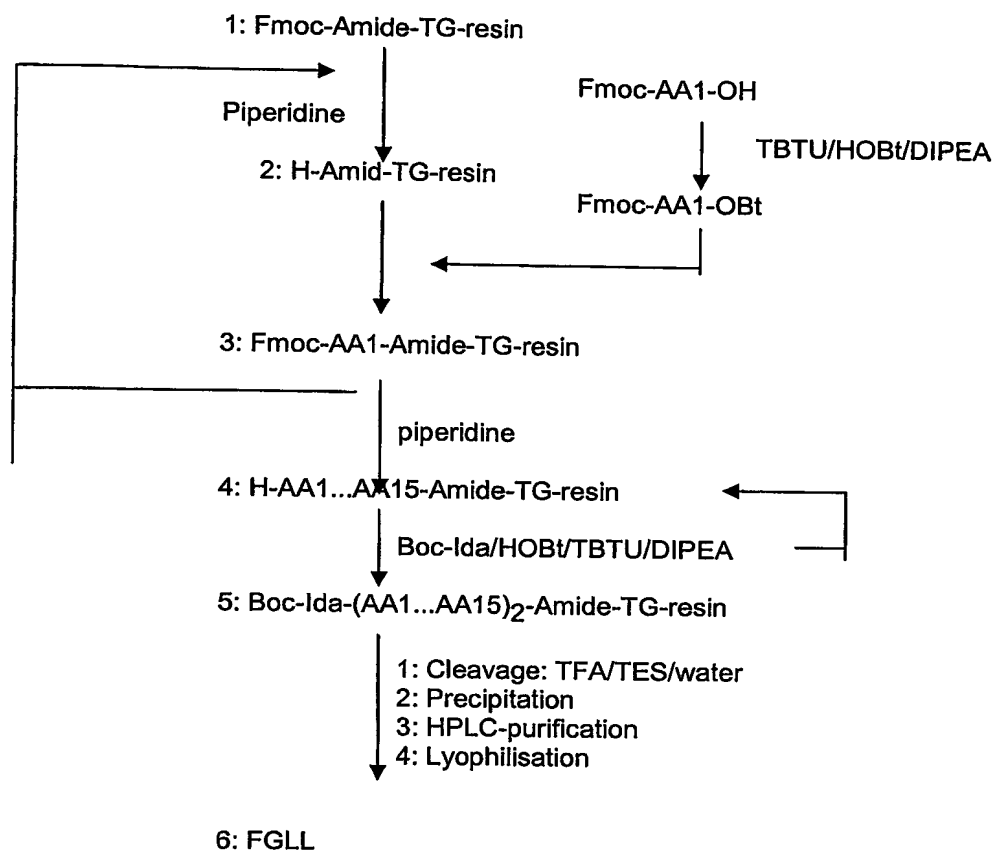 1: Fmoc-Amide-TG-resin
Piperidine
Fmoc-AA1-OH
TBTU/HOBt/DIPEA
2: H-Amid-TG-resin
Fmoc-AA1-OBt
3: Fmoc-AA1-Amide-TG-resin
piperidine
4: H-AA1...AA15-Amide-TG-resin
Boc-Ida/HOBt/TBTU/DIPEA
5: Boc-Ida-(AA1...AA15)2-Amide-TG-resin
1: Cleavage: TFA/TES/water
2: Precipitation
3: HPLC-purification
4: Lyophilisation
6: FGLL